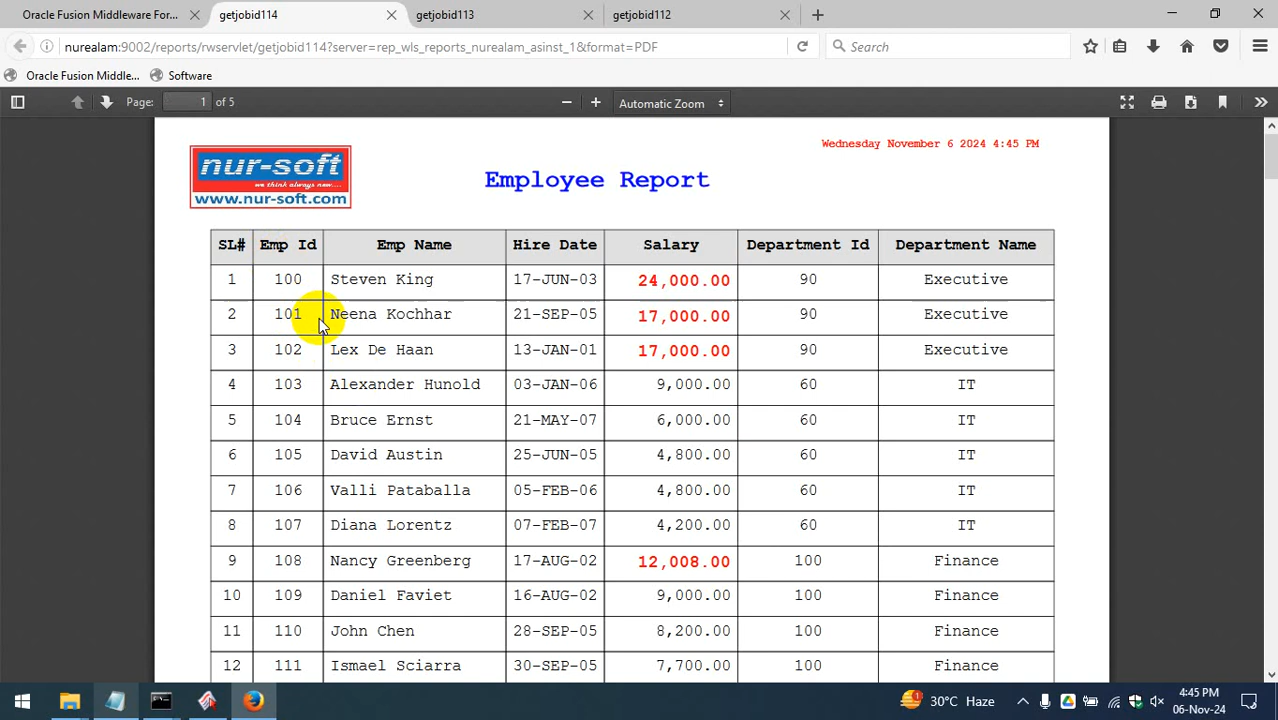 Oracle Fusion Middleware For...
getjobid114
getjobid113
getjobid112
nurealam:9002/reports/rwservlet/getjobid114?server=rep_wls_reports_nurealam_asinst_1&format=PDF
Search
Oracle Fusion Middle...
Software
Page: 1 of 5
Automatic Zoom
Wednesday November 6 2024 4:45 PM
nur-soft
we think always new....
www.nur-soft.com
Employee Report
SL# Emp Id Emp Name Hire Date Salary Department Id Department Name
1 100 Steven King 17-JUN-03 24,000.00 90 Executive
2 101 Neena Kochhar 21-SEP-05 17,000.00 90 Executive
3 102 Lex De Haan 13-JAN-01 17,000.00 90 Executive
4 103 Alexander Hunold 03-JAN-06 9,000.00 60 IT
5 104 Bruce Ernst 21-MAY-07 6,000.00 60 IT
6 105 David Austin 25-JUN-05 4,800.00 60 IT
7 106 Valli Pataballa 05-FEB-06 4,800.00 60 IT
8 107 Diana Lorentz 07-FEB-07 4,200.00 60 IT
9 108 Nancy Greenberg 17-AUG-02 12,008.00 100 Finance
10 109 Daniel Faviet 16-AUG-02 9,000.00 100 Finance
11 110 John Chen 28-SEP-05 8,200.00 100 Finance
12 111 Ismael Sciarra 30-SEP-05 7,700.00 100 Finance
30°C Haze
4:45 PM
06-Nov-24